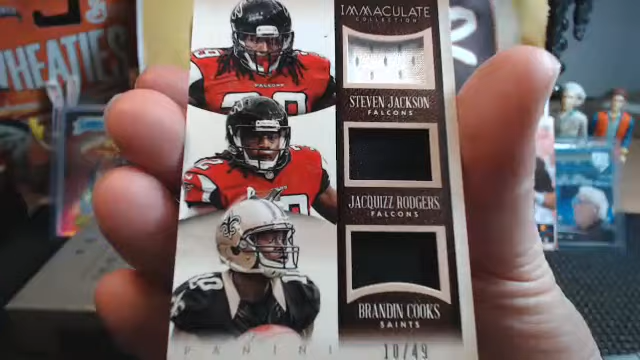 WHEATIES
IMMACULATE
COLLECTION
STEVEN JACKSON
FALCONS
JACQUIZZ RODGERS
FALCONS
BRANDIN COOKS
SAINTS
PANINI
10/49